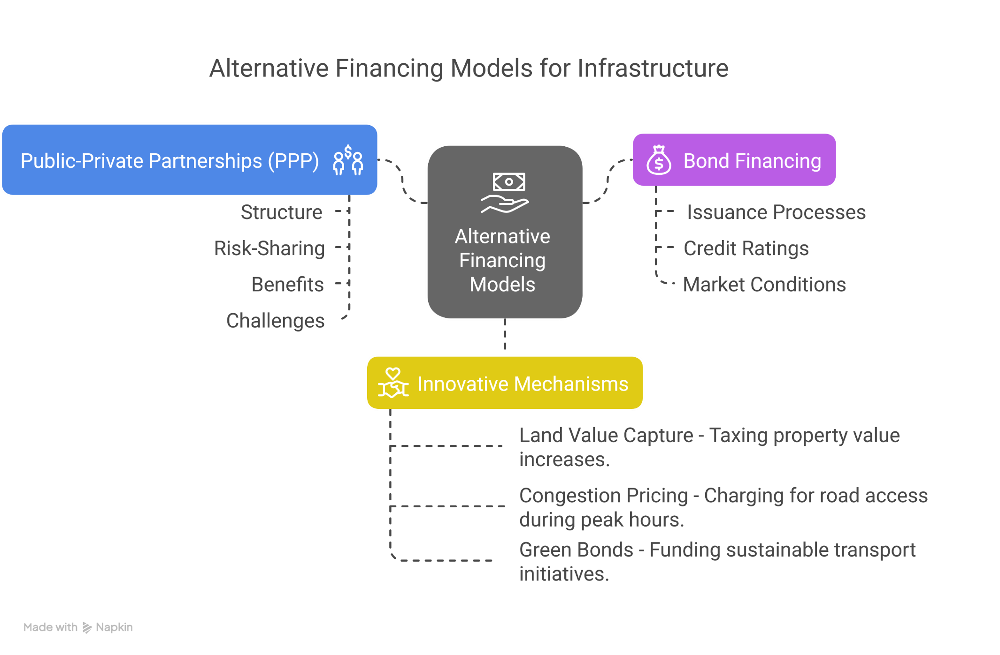 Alternative Financing Models for Infrastructure
Public-Private Partnerships (PPP)
Structure
Risk-Sharing
Benefits
Challenges
Alternative
Financing
Models
Bond Financing
Issuance Processes
Credit Ratings
Market Conditions
Innovative Mechanisms
Land Value Capture - Taxing property value
increases.
Congestion Pricing - Charging for road access
during peak hours.
Green Bonds - Funding sustainable transport
initiatives.
Made with Napkin